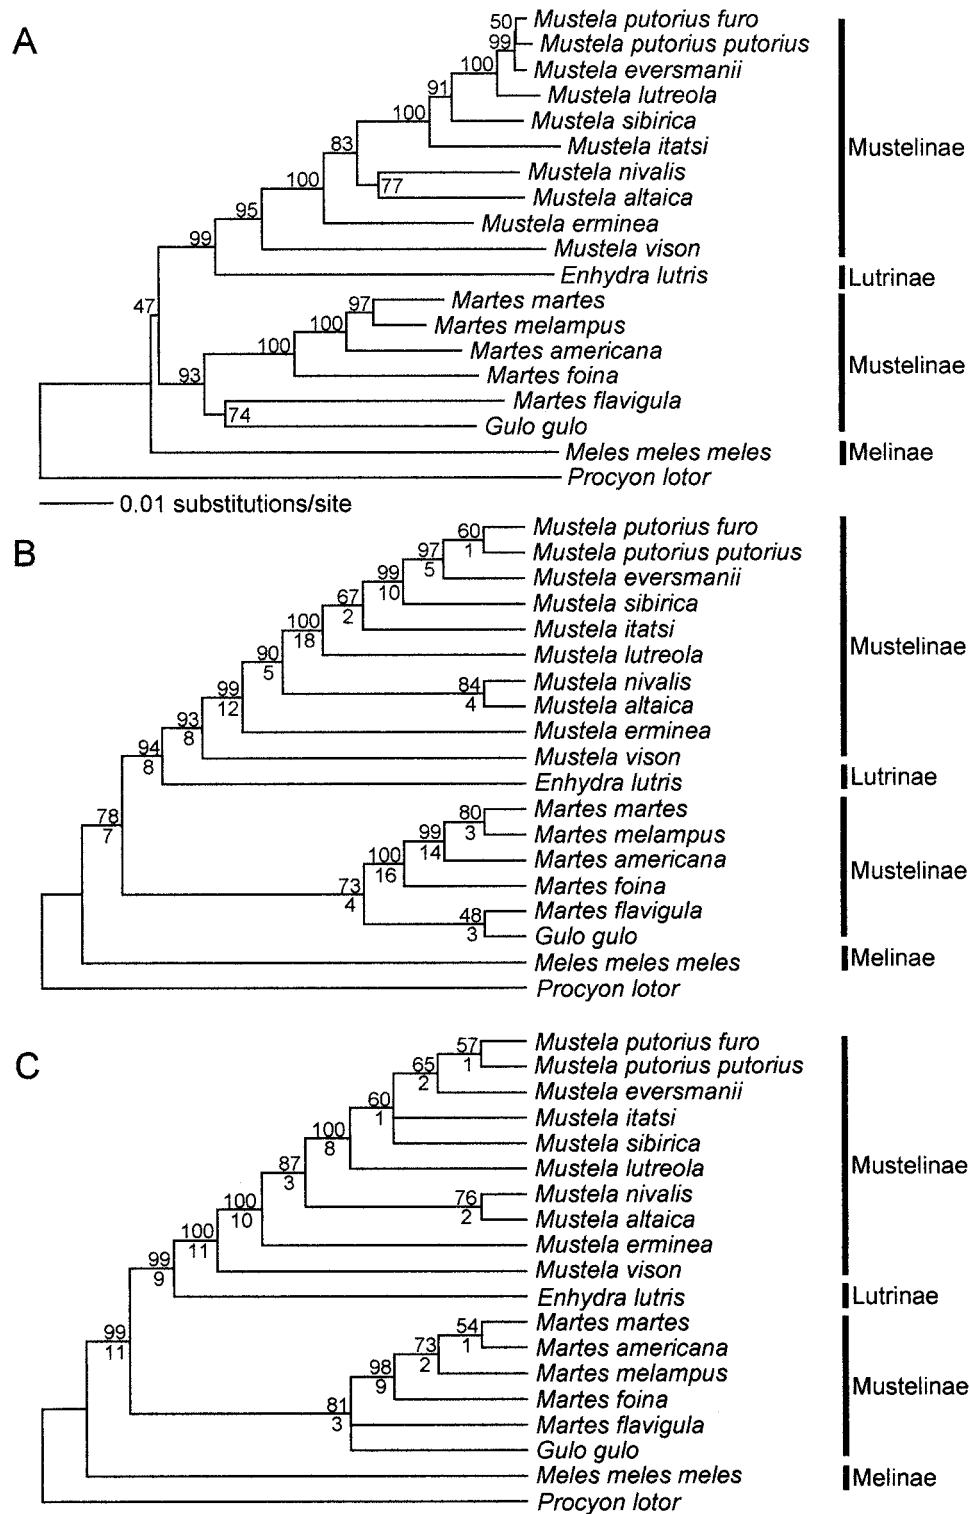 A
50
Mustela putorius furo
99
Mustela putorius putorius
100
Mustela eversmanii
91
Mustela lutreola
100
Mustela sibirica
83
Mustela itatsi
Mustelinae
100
Mustela nivalis
77
Mustela altaica
95
Mustela erminea
99
Mustela vison
Enhydra lutris
Lutrinae
47
97
Martes martes
100
Martes melampus
100
Martes americana
Mustelinae
93
Martes foina
Martes flavigula
74
Gulo gulo
Meles meles meles
Melinae
Procyon lotor
0.01 substitutions/site
B
60
1
Mustela putorius furo
Mustela putorius putorius
97
5
Mustela eversmanii
99
10
Mustela sibirica
67
2
Mustela itatsi
100
18
Mustela lutreola
Mustelinae
90
5
84
4
Mustela nivalis
Mustela altaica
99
12
Mustela erminea
93
8
Mustela vison
94
8
Enhydra lutris
Lutrinae
78
7
80
3
Martes martes
Martes melampus
99
14
Martes americana
100
16
Martes foina
Mustelinae
73
4
48
3
Martes flavigula
Gulo gulo
Meles meles meles
Melinae
Procyon lotor
C
57
1
Mustela putorius furo
Mustela putorius putorius
65
2
Mustela eversmanii
60
1
Mustela itatsi
Mustela sibirica
100
8
Mustela lutreola
Mustelinae
87
3
76
2
Mustela nivalis
Mustela altaica
100
10
Mustela erminea
100
11
Mustela vison
99
9
Enhydra lutris
Lutrinae
99
11
54
1
Martes martes
Martes americana
73
2
Martes melampus
98
9
Martes foina
Mustelinae
81
3
Martes flavigula
Gulo gulo
Meles meles meles
Melinae
Procyon lotor